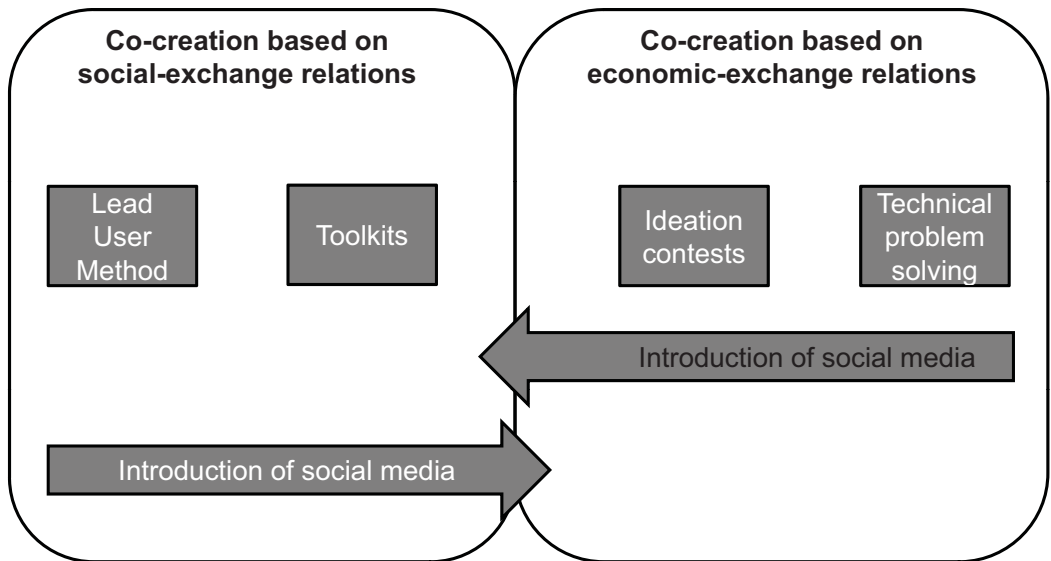 Co-creation based on
social-exchange relations
Co-creation based on
economic-exchange relations
Lead
User
Method
Toolkits
Ideation
contests
Technical
problem
solving
Introduction of social media
Introduction of social media